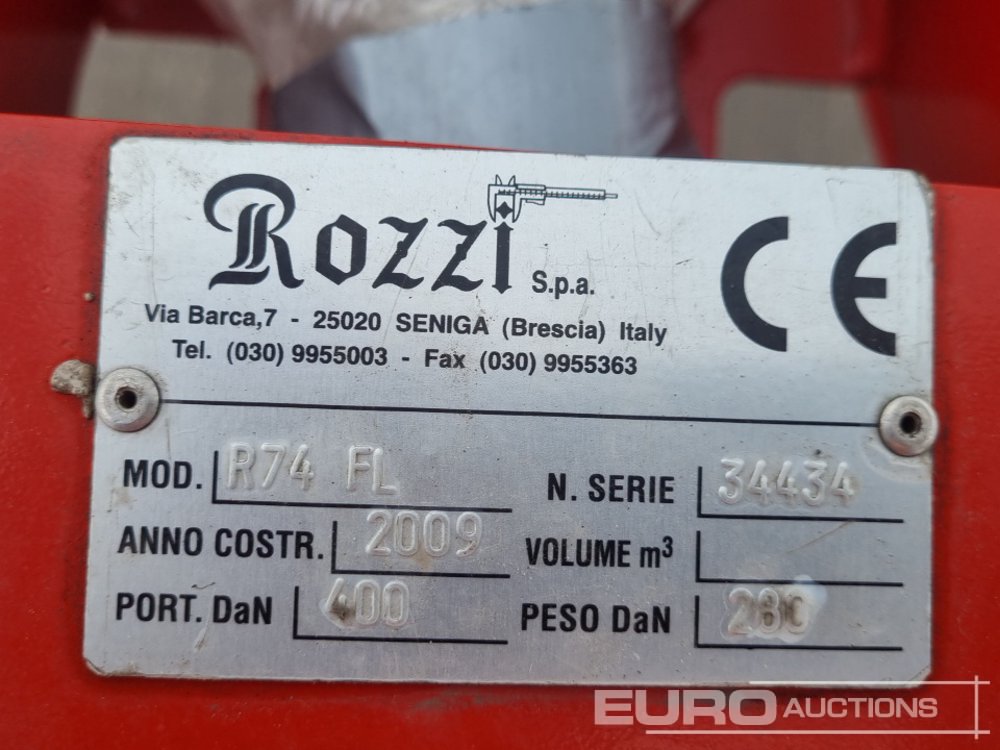 Rozzi S.p.a.
CE
Via Barca,7 - 25020 SENIGA (Brescia) Italy
Tel. (030) 9955003 - Fax (030) 9955363
MOD. R74 FL
N. SERIE 34434
ANNO COSTR. 2009
VOLUME m³
PORT. DaN 400
PESO DaN 280
EURO AUCTIONS